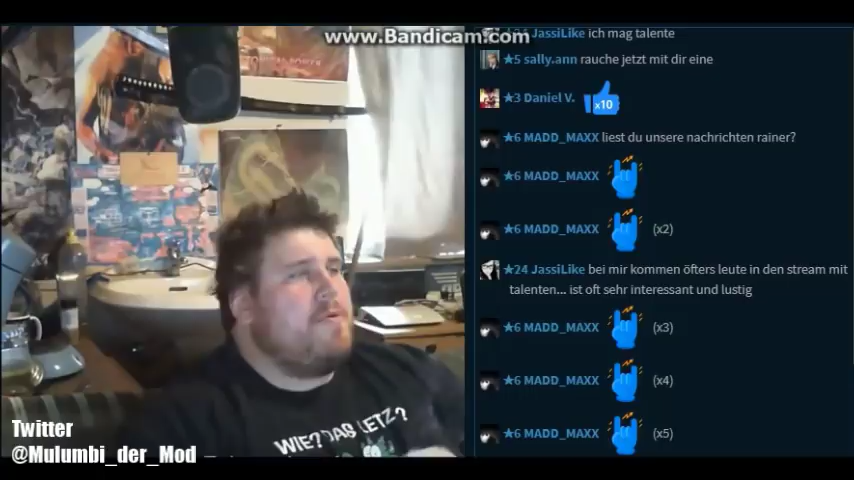 www.Bandicam.com
JassiLike ich mag talente
★5 sally.ann rauche jetzt mit dir eine
★3 Daniel V. x10
★6 MADD_MAXX liest du unsere nachrichten rainer?
★6 MADD_MAXX
★6 MADD_MAXX (x2)
★24 JassiLike bei mir kommen öfters leute in den stream mit
talenten... ist oft sehr interessant und lustig
★6 MADD_MAXX (x3)
★6 MADD_MAXX (x4)
★6 MADD_MAXX (x5)
WIE? DAS LETZ?
Twitter
@Mulumbi_der_Mod